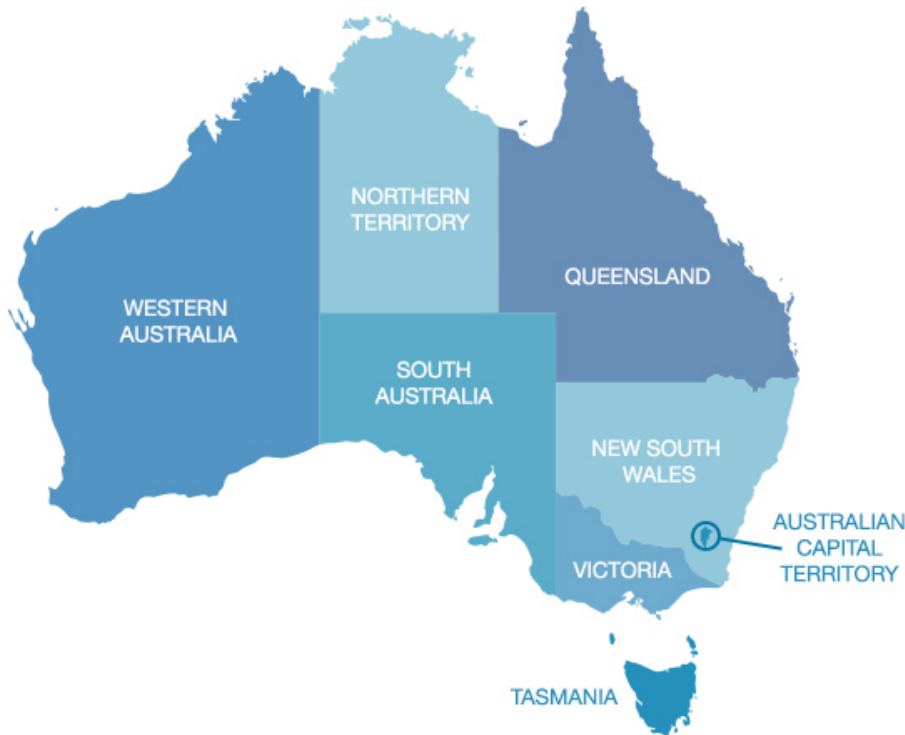 NORTHERN
TERRITORY
QUEENSLAND
WESTERN
AUSTRALIA
SOUTH
AUSTRALIA
NEW SOUTH
WALES
AUSTRALIAN
CAPITAL
TERRITORY
VICTORIA
TASMANIA